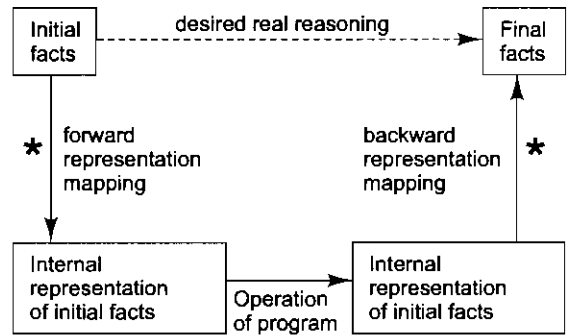 Initial
facts
desired real reasoning
Final
facts
*
forward
representation
mapping
backward
representation
mapping
*
Internal
representation
of initial facts
Operation
of program
Internal
representation
of initial facts